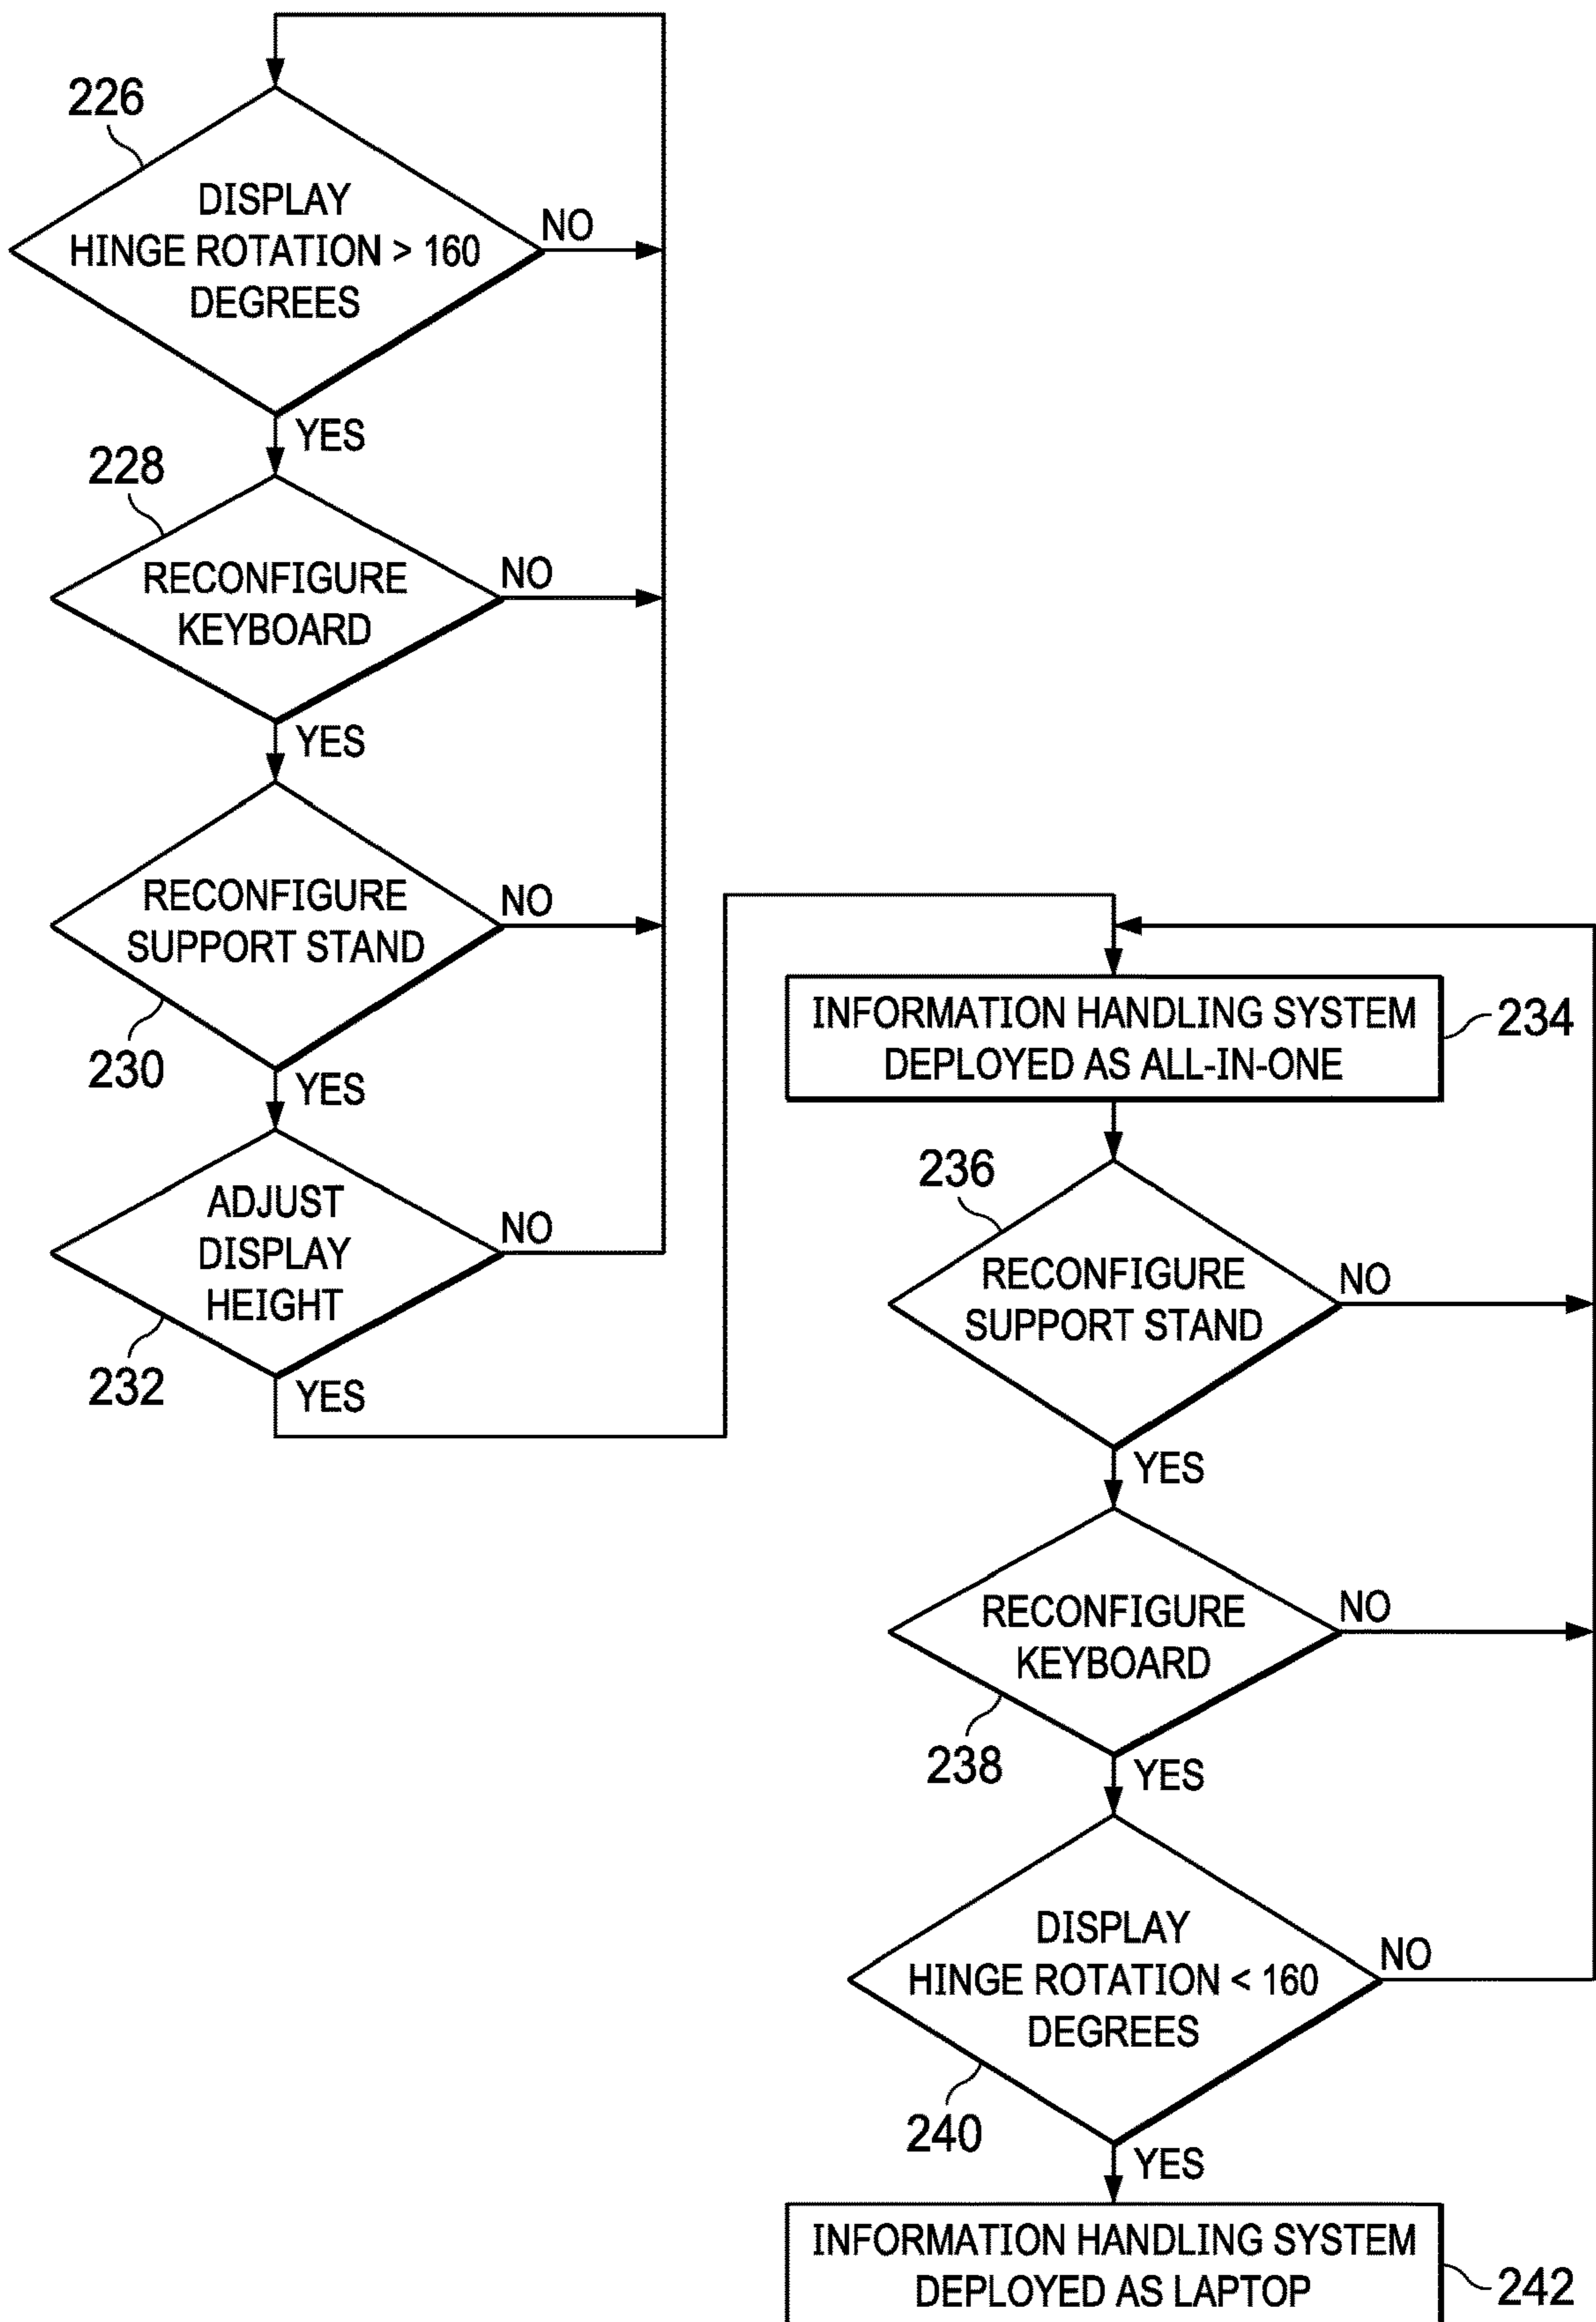 226
DISPLAY
HINGE ROTATION > 160
DEGREES
NO
YES
228
RECONFIGURE
KEYBOARD
NO
YES
RECONFIGURE
SUPPORT STAND
NO
230
YES
ADJUST
DISPLAY
HEIGHT
NO
232
YES
INFORMATION HANDLING SYSTEM
DEPLOYED AS ALL-IN-ONE
234
236
RECONFIGURE
SUPPORT STAND
NO
YES
RECONFIGURE
KEYBOARD
NO
238
YES
DISPLAY
HINGE ROTATION < 160
DEGREES
NO
240
YES
INFORMATION HANDLING SYSTEM
DEPLOYED AS LAPTOP
242